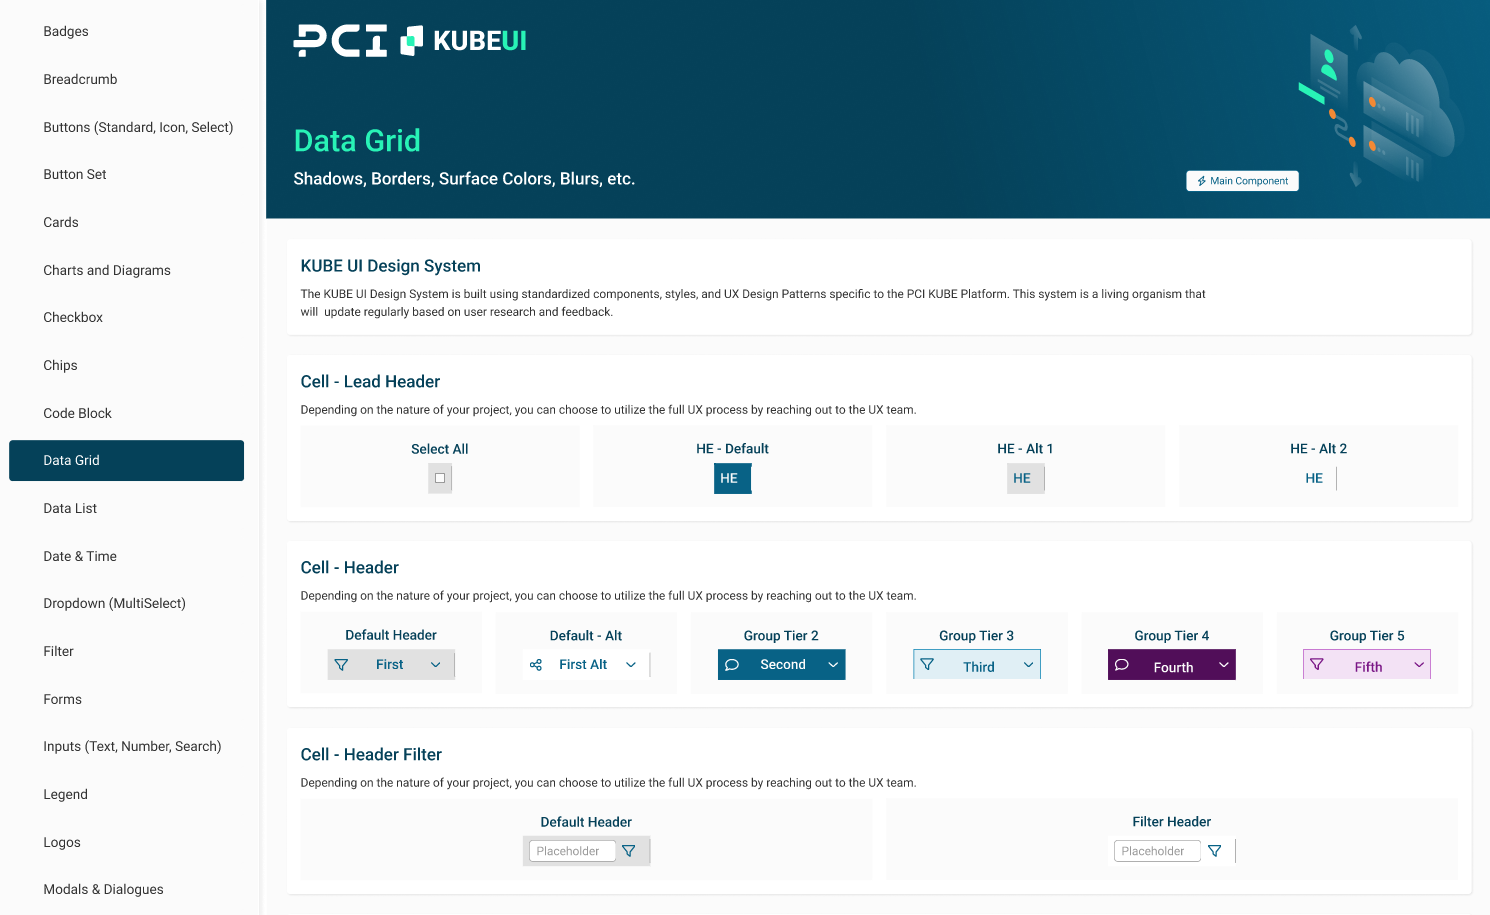 Badges
Breadcrumb
Buttons (Standard, Icon, Select)
Button Set
Cards
Charts and Diagrams
Checkbox
Chips
Code Block
Data Grid
Data List
Date & Time
Dropdown (MultiSelect)
Filter
Forms
Inputs (Text, Number, Search)
Legend
Logos
Modals & Dialogues
PCI KUBEUI
Data Grid
Shadows, Borders, Surface Colors, Blurs, etc.
Main Component
KUBE UI Design System
The KUBE UI Design System is built using standardized components, styles, and UX Design Patterns specific to the PCI KUBE Platform. This system is a living organism that
will  update regularly based on user research and feedback.
Cell - Lead Header
Depending on the nature of your project, you can choose to utilize the full UX process by reaching out to the UX team.
Select All
HE - Default
HE
HE - Alt 1
HE
HE - Alt 2
HE
Cell - Header
Depending on the nature of your project, you can choose to utilize the full UX process by reaching out to the UX team.
Default Header
First
Default - Alt
First Alt
Group Tier 2
Second
Group Tier 3
Third
Group Tier 4
Fourth
Group Tier 5
Fifth
Cell - Header Filter
Depending on the nature of your project, you can choose to utilize the full UX process by reaching out to the UX team.
Default Header
Placeholder
Filter Header
Placeholder